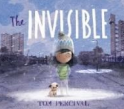 The INVISIBLE
TOM PERCIVAL